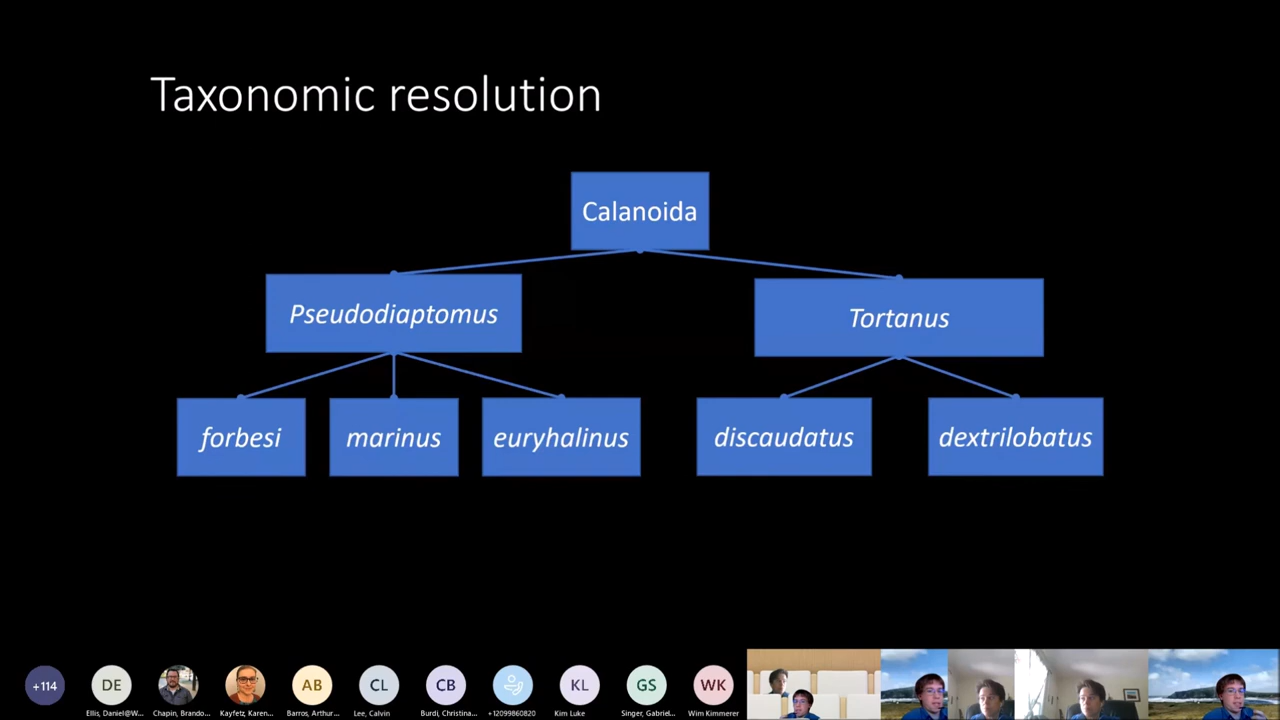 Taxonomic resolution
Calanoida
Pseudodiaptomus
Tortanus
forbesi
marinus
euryhalinus
discaudatus
dextrilobatus
+114
DE
AB
CL
CB
KL
GS
WK
Ellis, Daniel@W...
Chapin, Brando...
Kayfetz, Karen...
Barros, Arthur...
Lee, Calvin
Burdi, Christina...
+12099860820
Kim Luke
Singer, Gabriel...
Wim Kimmerer